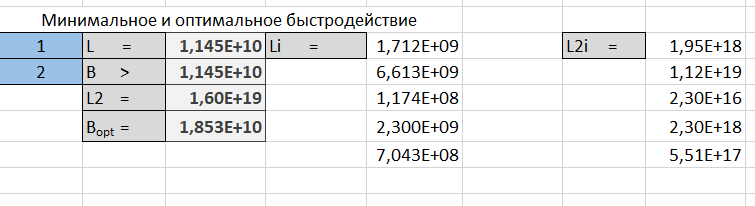 Минимальное и оптимальное быстродействие
1 L = 1,145E+10 Li = 1,712E+09 L2i = 1,95E+18
2 B > 1,145E+10 6,613E+09 1,12E+19
L2 = 1,60E+19 1,174E+08 2,30E+16
Bopt = 1,853E+10 2,300E+09 2,30E+18
7,043E+08 5,51E+17